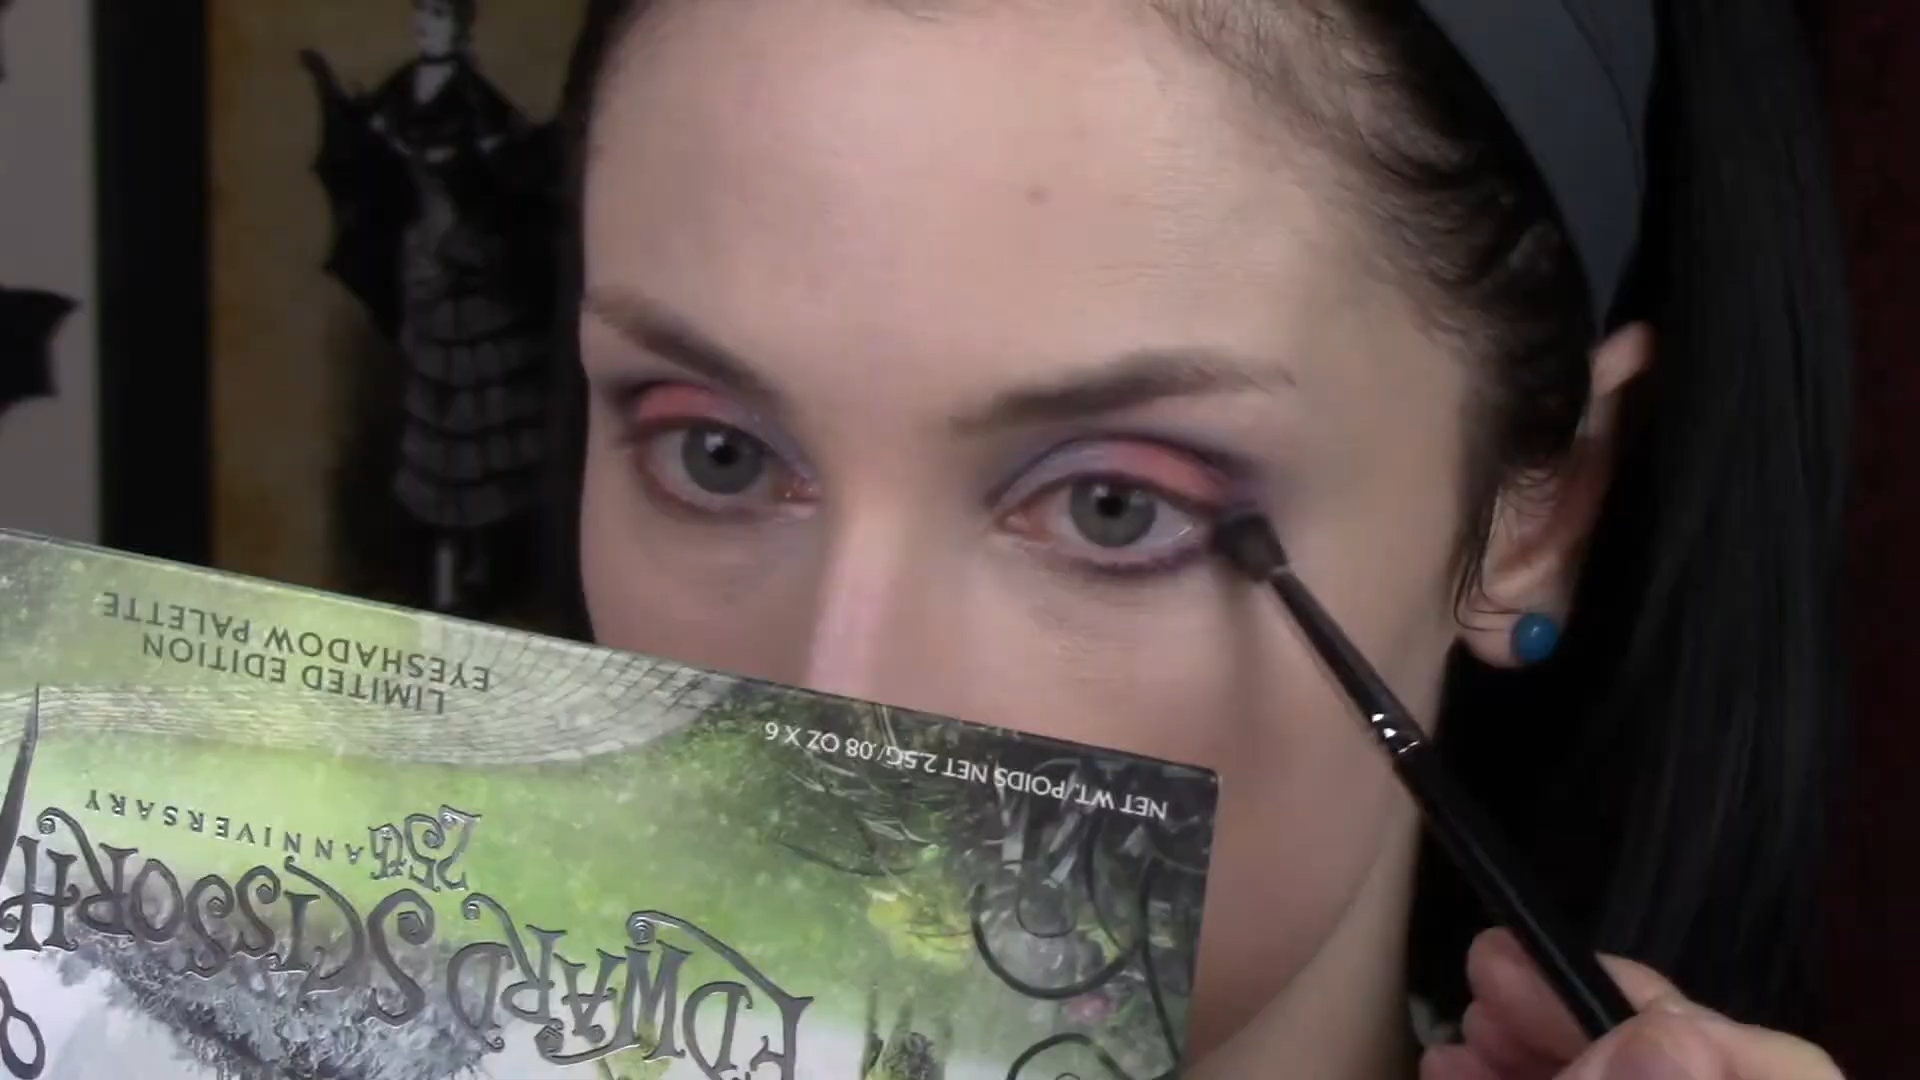 EDWARD SCISSORH
25TH ANNIVERSARY
NET WT./POIDS NET 2.5G/.08 OZ X 6
LIMITED EDITION
EYESHADOW PALETTE